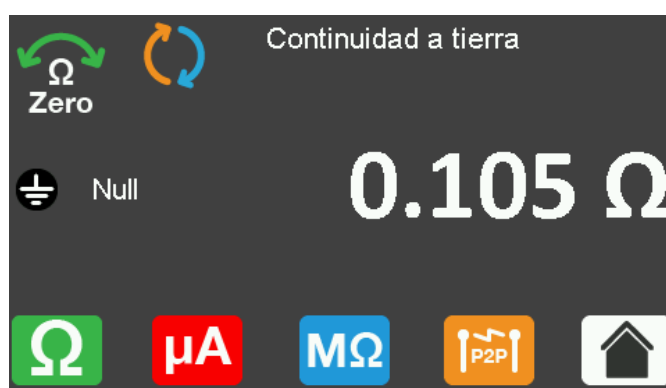 Continuidad a tierra
Ω
Zero
Null
0.105 Ω
Ω
µA
MΩ
P2P